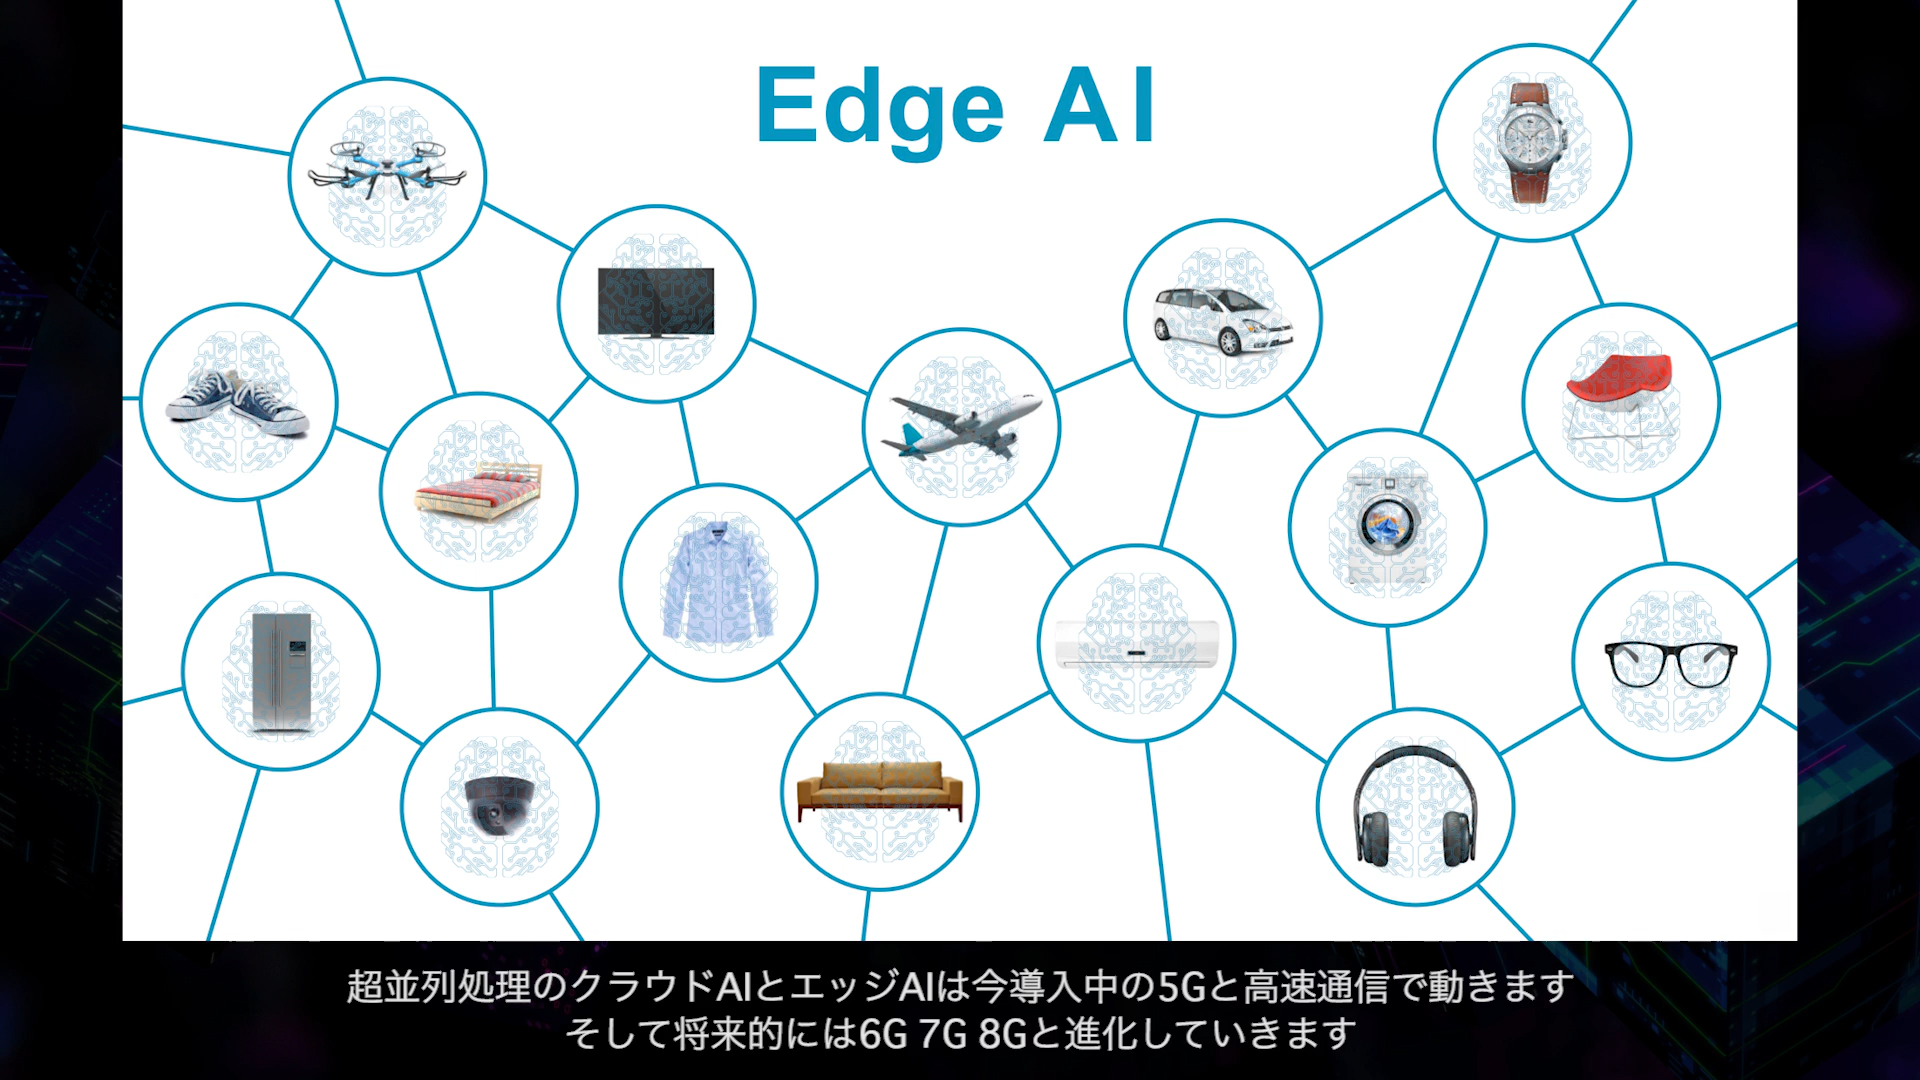 Edge AI
超並列処理のクラウドAIとエッジAIは今導入中の5Gと高速通信で動きます
そして将来的には6G 7G 8Gと進化していきます